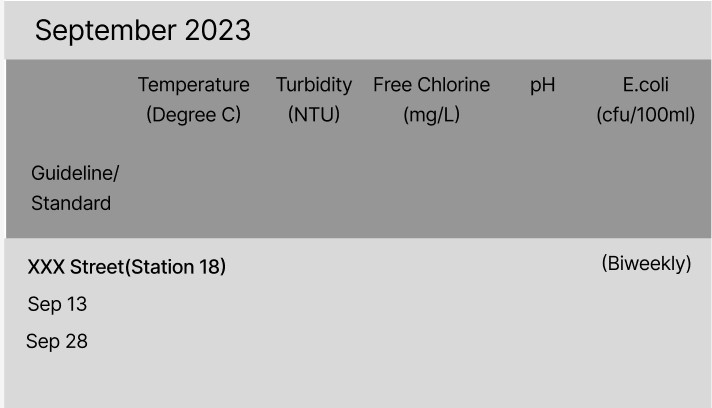 September 2023
Temperature Turbidity Free Chlorine pH E.coli
(Degree C) (NTU) (mg/L) (cfu/100ml)
Guideline/
Standard
XXX Street(Station 18) (Biweekly)
Sep 13
Sep 28